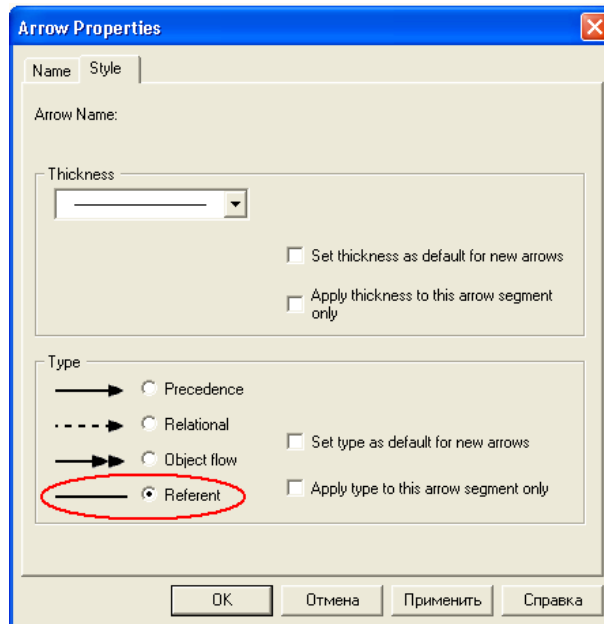 Arrow Properties
Name Style
Arrow Name:
Thickness
Set thickness as default for new arrows
Apply thickness to this arrow segment
only
Type
Precedence
Relational
Object flow
Referent
Set type as default for new arrows
Apply type to this arrow segment only
OK Отмена Применить Справка